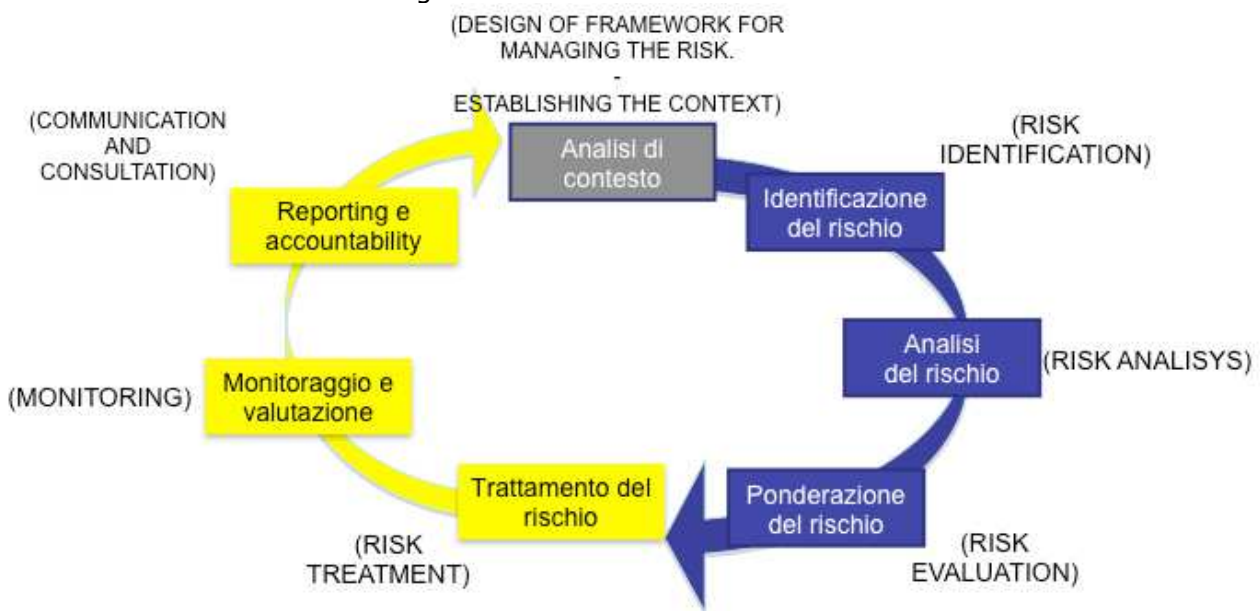 (DESIGN OF FRAMEWORK FOR
MANAGING THE RISK.
-
ESTABLISHING THE CONTEXT)
Analisi di
contesto
(RISK
IDENTIFICATION)
Identificazione
del rischio
Analisi
del rischio
(RISK ANALISYS)
Ponderazione
del rischio
(RISK
EVALUATION)
Trattamento del
rischio
(RISK
TREATMENT)
Monitoraggio e
valutazione
(MONITORING)
Reporting e
accountability
(COMMUNICATION
AND
CONSULTATION)